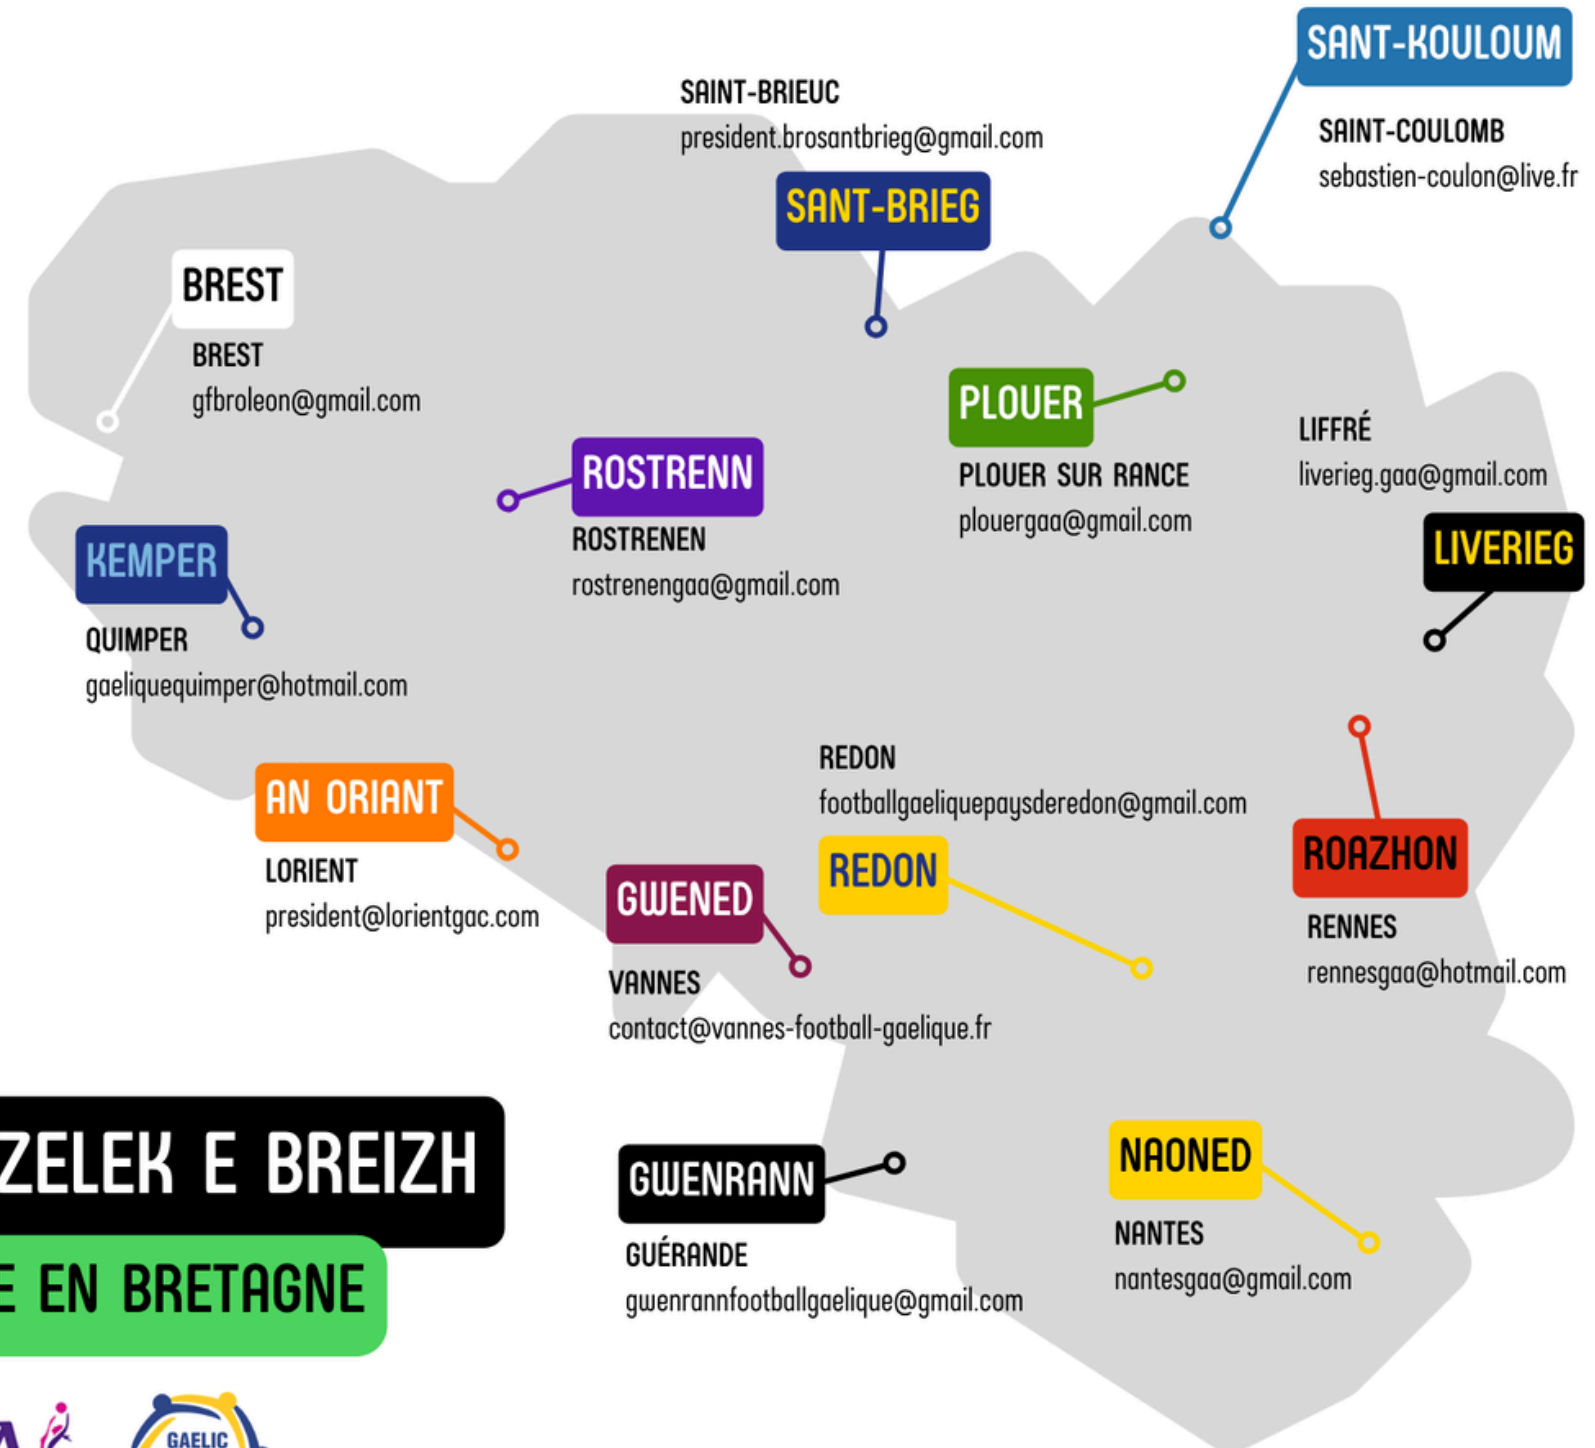 SANT-KOULOUM
SAINT-COULOMB
sebastien-coulon@live.fr
SAINT-BRIEUC
president.brosantbrieg@gmail.com
SANT-BRIEG
BREST
BREST
gfbroleon@gmail.com
PLOUER
PLOUER SUR RANCE
plouergaa@gmail.com
LIFFRÉ
liverieg.gaa@gmail.com
LIVERIEG
ROSTRENN
ROSTRENEN
rostrenengaa@gmail.com
KEMPER
QUIMPER
gaeliquequimper@hotmail.com
AN ORIANT
LORIENT
president@lorientgac.com
REDON
footballgaeliquepaysderedon@gmail.com
REDON
ROAZHON
RENNES
rennesgaa@hotmail.com
GWENED
VANNES
contact@vannes-football-gaelique.fr
GWENRANN
GUÉRANDE
gwenrannfootballgaelique@gmail.com
NAONED
NANTES
nantesgaa@gmail.com
ZELEK E BREIZH
E EN BRETAGNE
A
GAELIC